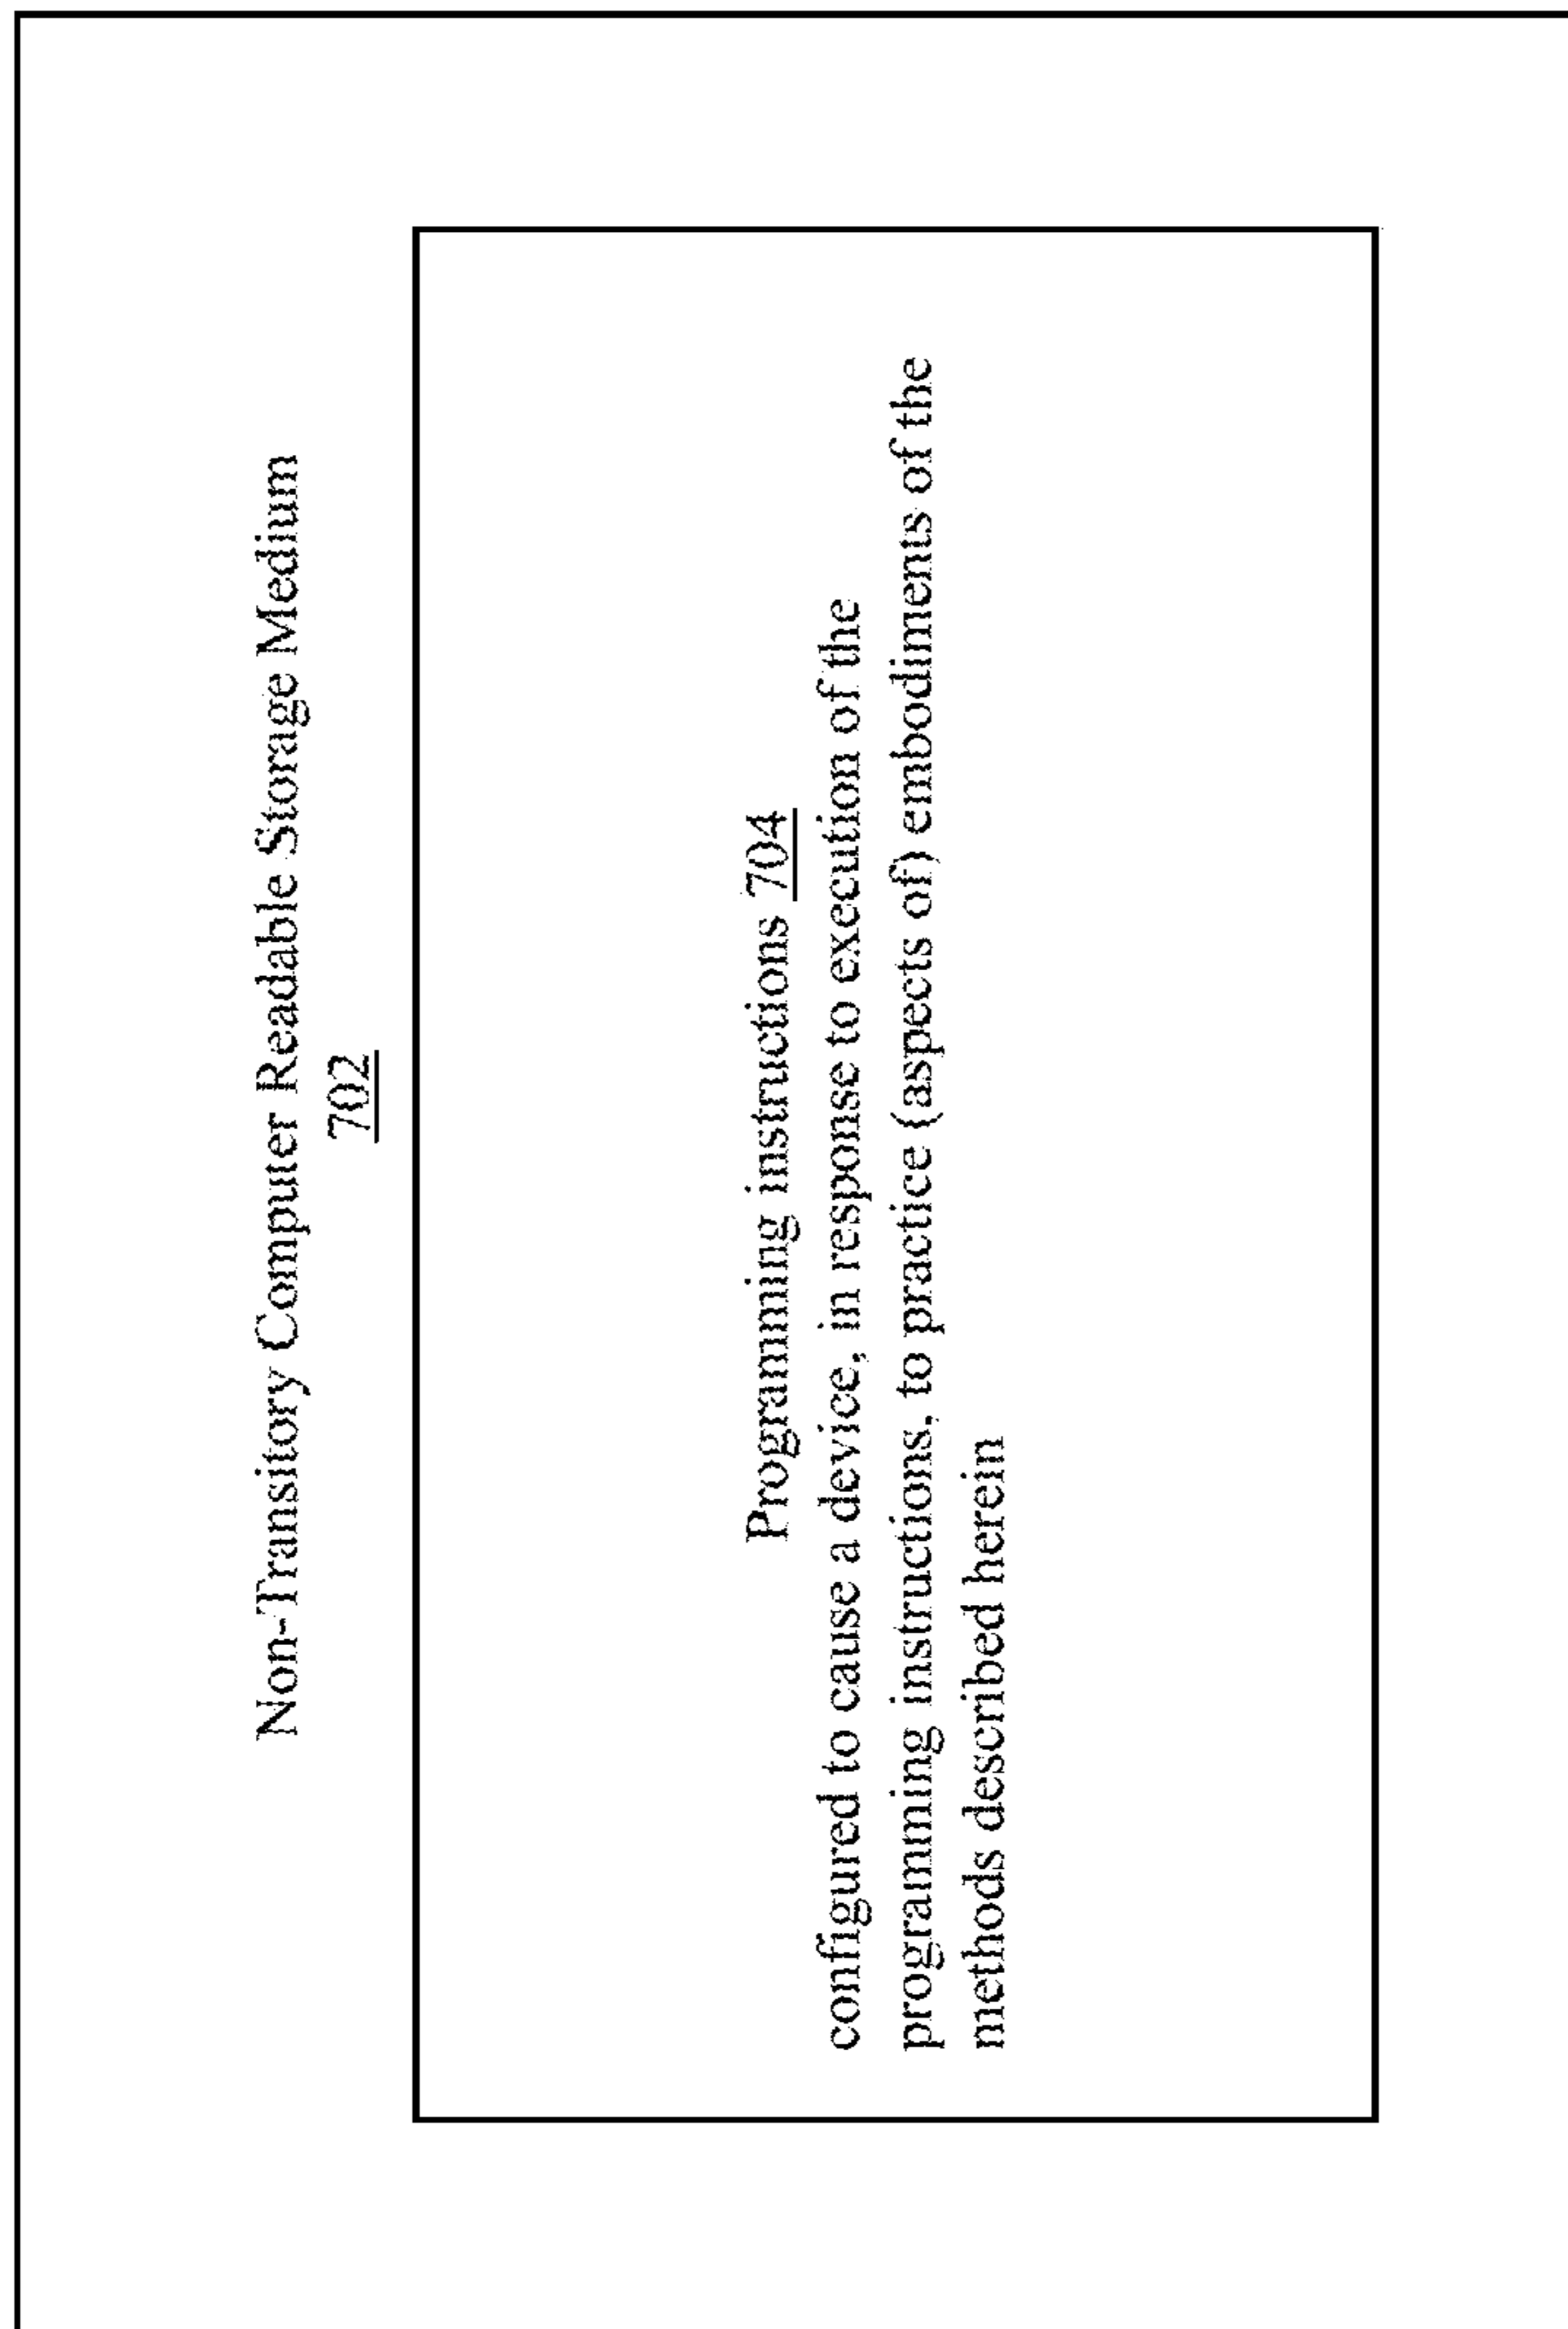 Non-Transitory Computer Readable Storage Medium
702
Programming instructions 704
configured to cause a device, in response to execution of the
programming instructions, to practice (aspects of) embodiments of the
methods described herein